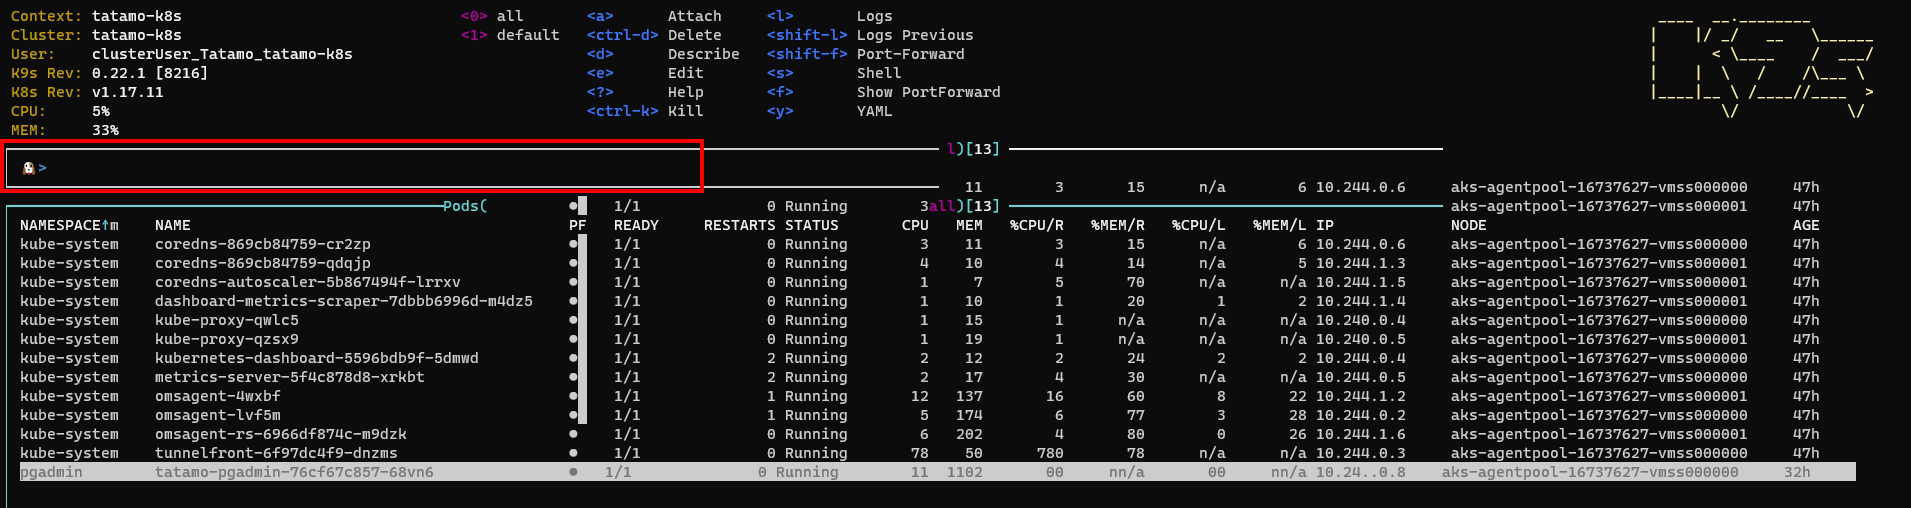 Context: tatamo-k8s <0> all <a> Attach <l> Logs
Cluster: tatamo-k8s <1> default <ctrl-d> Delete <shift-l> Logs Previous
User: clusterUser_Tatamo_tatamo-k8s <d> Describe <shift-f> Port-Forward
K9s Rev: 0.22.1 [8216] <e> Edit <s> Shell
K8s Rev: v1.17.11 <?> Help <f> Show PortForward
CPU: 5% <ctrl-k> Kill <y> YAML
MEM: 33%
l)[13]
>
11 3 15 n/a 6 10.244.0.6 aks-agentpool-16737627-vmss000000 47h
Pods( ● 1/1 0 Running 3all)[13] aks-agentpool-16737627-vmss000001 47h
NAMESPACE↑m NAME PF READY RESTARTS STATUS CPU MEM %CPU/R %MEM/R %CPU/L %MEM/L IP NODE AGE
kube-system coredns-869cb84759-cr2zp ● 1/1 0 Running 3 11 3 15 n/a 6 10.244.0.6 aks-agentpool-16737627-vmss000000 47h
kube-system coredns-869cb84759-qdqjp ● 1/1 0 Running 4 10 4 14 n/a 5 10.244.1.3 aks-agentpool-16737627-vmss000001 47h
kube-system coredns-autoscaler-5b867494f-lrrxv ● 1/1 0 Running 1 7 5 70 n/a n/a 10.244.1.5 aks-agentpool-16737627-vmss000001 47h
kube-system dashboard-metrics-scraper-7dbbb6996d-m4dz5 ● 1/1 0 Running 1 10 1 20 1 2 10.244.1.4 aks-agentpool-16737627-vmss000001 47h
kube-system kube-proxy-qwlc5 ● 1/1 0 Running 1 15 1 n/a n/a n/a 10.240.0.4 aks-agentpool-16737627-vmss000000 47h
kube-system kube-proxy-qzsx9 ● 1/1 0 Running 1 19 1 n/a n/a n/a 10.240.0.5 aks-agentpool-16737627-vmss000001 47h
kube-system kubernetes-dashboard-5596bdb9f-5dmwd ● 1/1 2 Running 2 12 2 24 2 2 10.244.0.4 aks-agentpool-16737627-vmss000000 47h
kube-system metrics-server-5f4c878d8-xrkbt ● 1/1 2 Running 2 17 4 30 n/a n/a 10.244.0.5 aks-agentpool-16737627-vmss000000 47h
kube-system omsagent-4wxbf ● 1/1 1 Running 12 137 16 60 8 22 10.244.1.2 aks-agentpool-16737627-vmss000001 47h
kube-system omsagent-lvf5m ● 1/1 1 Running 5 174 6 77 3 28 10.244.0.2 aks-agentpool-16737627-vmss000000 47h
kube-system omsagent-rs-6966df874c-m9dzk ● 1/1 0 Running 6 202 4 80 0 26 10.244.1.6 aks-agentpool-16737627-vmss000001 47h
kube-system tunnelfront-6f97dc4f9-dnzms ● 1/1 0 Running 78 50 780 78 n/a n/a 10.244.0.3 aks-agentpool-16737627-vmss000000 47h
pgadmin tatamo-pgadmin-76cf67c857-68vn6 ● 1/1 0 Running 11 1102 00 nn/a 00 nn/a 10.24..0.8 aks-agentpool-16737627-vmss000000 32h